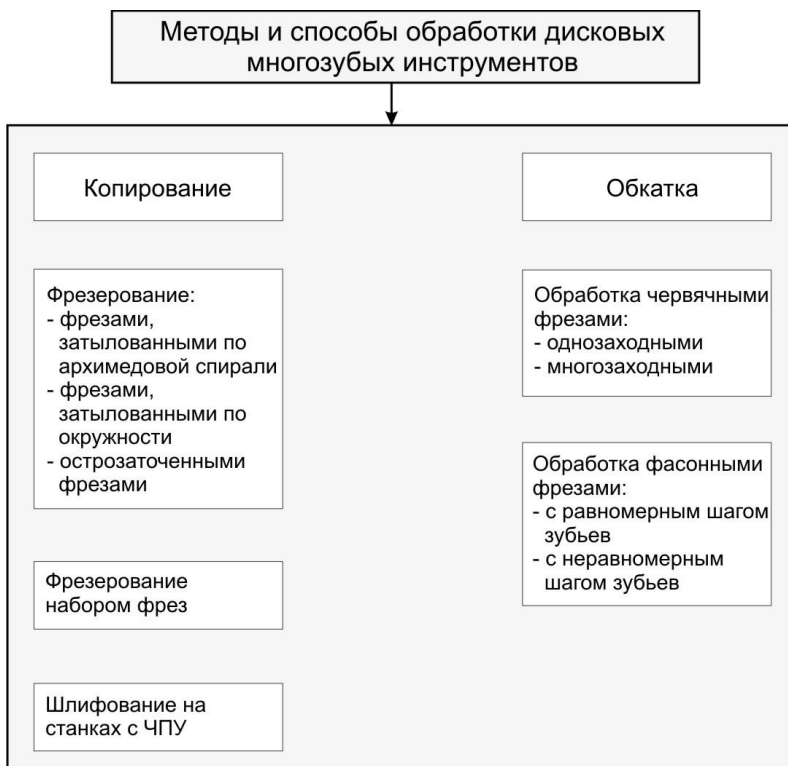 Методы и способы обработки дисковых
многозубых инструментов
Копирование
Фрезерование:
- фрезами,
затылованными по
архимедовой спирали
- фрезами,
затылованными по
окружности
- острозаточенными
фрезами
Фрезерование
набором фрез
Шлифование на
станках с ЧПУ
Обкатка
Обработка червячными
фрезами:
- однозаходными
- многозаходными
Обработка фасонными
фрезами:
- с равномерным шагом
зубьев
- с неравномерным
шагом зубьев